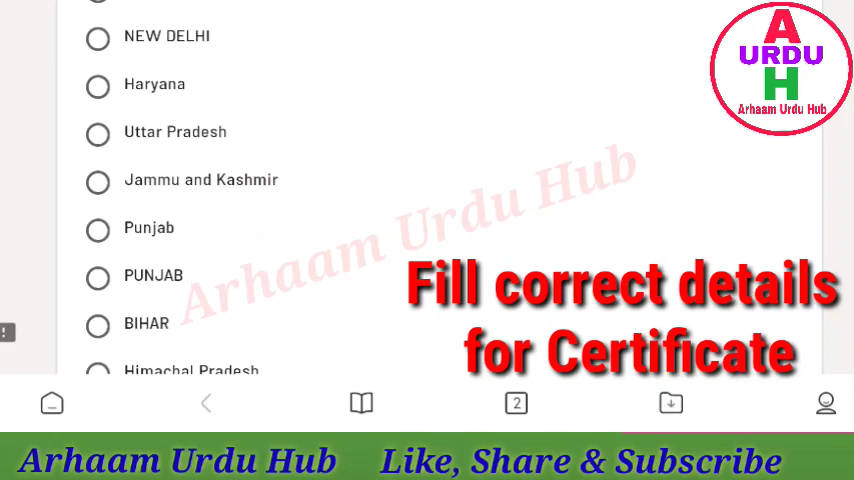 NEW DELHI
Haryana
Uttar Pradesh
Jammu and Kashmir
Punjab
PUNJAB
BIHAR
Himachal Pradesh
A
URDU
H
Arhaam Urdu Hub
Arhaam Urdu Hub
Fill correct details
for Certificate
!
2
Arhaam Urdu Hub Like, Share & Subscribe